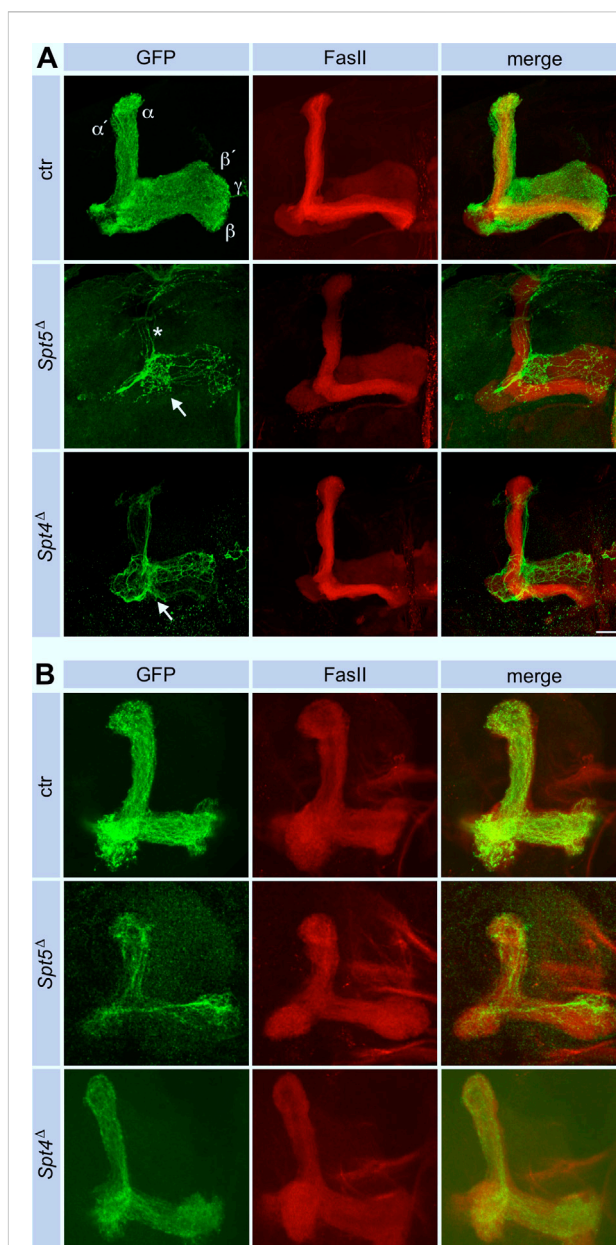 A GFP FasII merge
ctr
α´ α
β´
γ
β
Spt5Δ
*
Spt4Δ
B GFP FasII merge
ctr
Spt5Δ
Spt4Δ